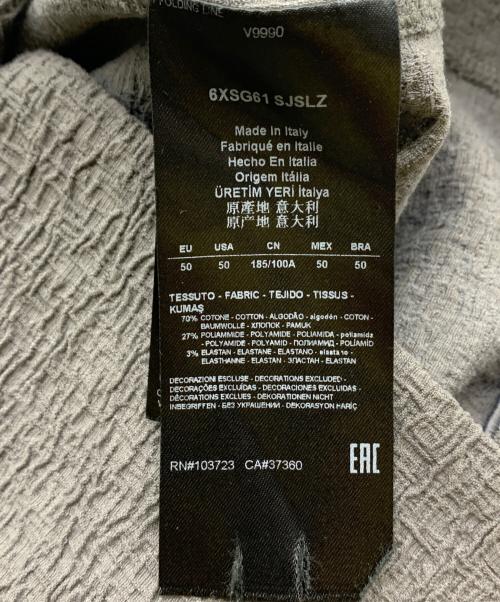 FOLDING LINE
V9990
6XSG61 SJSLZ
Made in Italy
Fabriqué en Italie
Hecho En Italia
Origem Itália
ÜRETİM YERİ İtalya
原產地 意大利
原产地 意大利
EU USA CN MEX BRA
50 50 185/100A 50 50
TESSUTO - FABRIC - TEJIDO - TISSUS -
KUMAŞ
70% COTONE - COTTON - ALGODÃO - algodón - COTON -
BAUMWOLLE - ХЛОПОК - PAMUK
27% POLIAMMIDE - POLYAMIDE - POLIAMIDA - poliamida
- POLYAMIDE - POLYAMID - ПОЛИАМИД - POLİAMİD
3% ELASTAN - ELASTANE - ELASTANO - elastano -
ELASTHANNE - ELASTAN - ЭЛАСТАН - ELASTAN
DECORAZIONI ESCLUSE - DECORATIONS EXCLUDED -
DECORAÇÕES EXCLUÍDAS - DECORACIONES EXCLUIDAS -
DÉCORATIONS EXCLUES - DEKORATIONEN NICHT
INBEGRIFFEN - БЕЗ УКРАШЕНИЙ - DEKORASYON HARİÇ
RN#103723 CA#37360
EAC